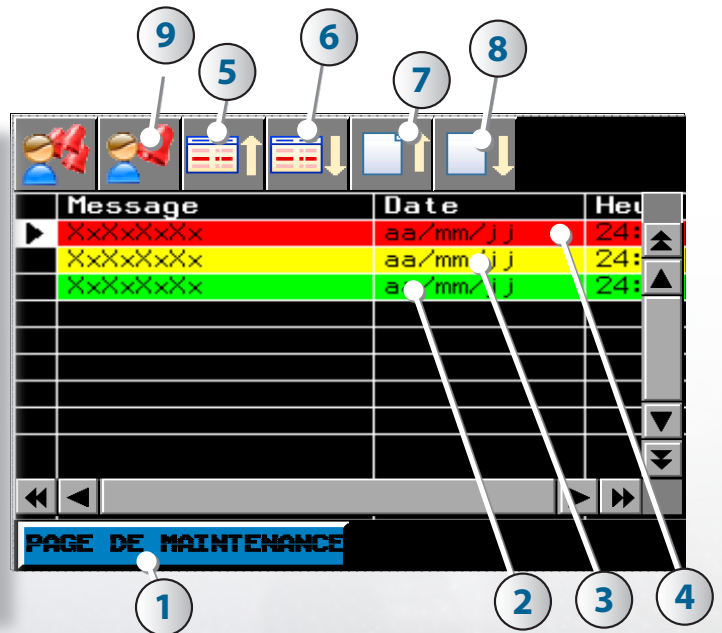 9 5 6 7 8
Message Date Heu
XxXxXxXx aa/mm/jj 24:
XxXxXxXx aa/mm/jj 24:
XxXxXxXx aa/mm/jj 24:
PAGE DE MAINTENANCE
1 2 3 4